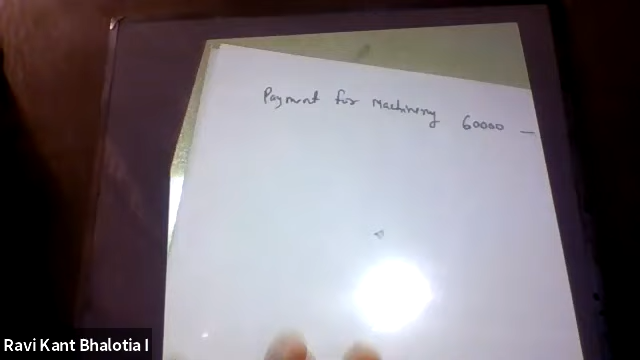 Payment for Machinery 60000 —
Ravi Kant Bhalotia I